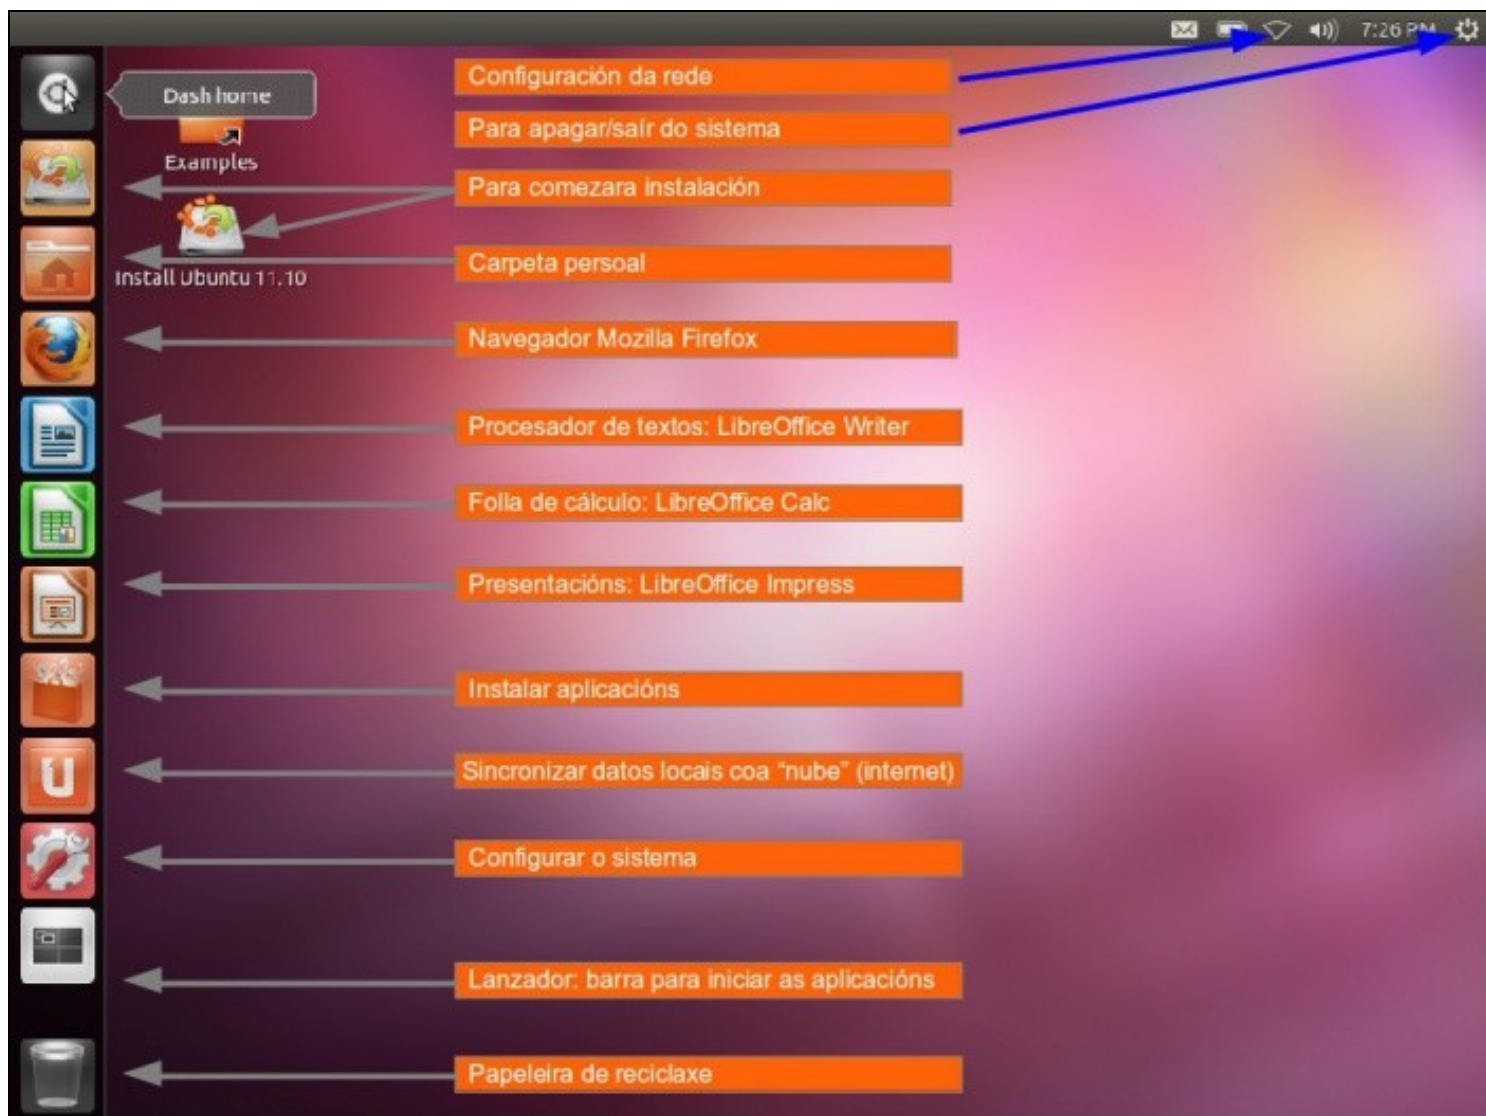 7:26 PM
Dash home
Configuración da rede
Para apagar/saír do sistema
Examples
Para comezara instalación
Carpeta persoal
Install Ubuntu 11.10
Navegador Mozilla Firefox
Procesador de textos: LibreOffice Writer
Folla de cálculo: LibreOffice Calc
Presentacións: LibreOffice Impress
Instalar aplicacións
Sincronizar datos locais coa “nube” (internet)
Configurar o sistema
Lanzador: barra para iniciar as aplicacións
Papeleira de reciclaxe